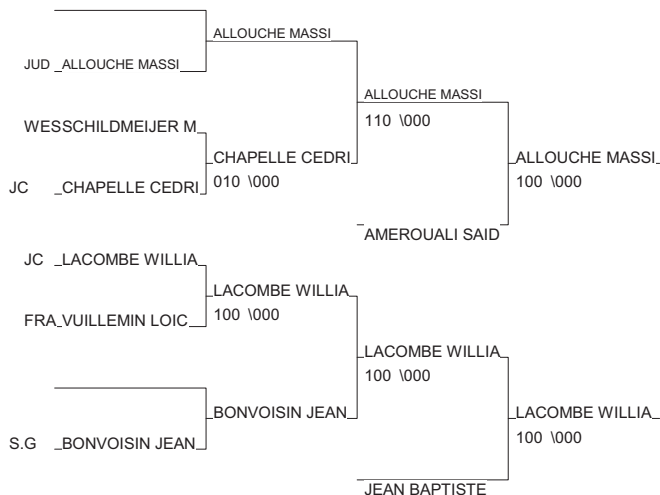 ALLOUCHE MASSI
JUD ALLOUCHE MASSI
ALLOUCHE MASSI
110 \000
WESSCHILDMEIJER M
CHAPELLE CEDRI
010 \000
ALLOUCHE MASSI
100 \000
JC CHAPELLE CEDRI
AMEROUALI SAID
JC LACOMBE WILLIA
LACOMBE WILLIA
100 \000
FRA VUILLEMIN LOIC
LACOMBE WILLIA
100 \000
BONVOISIN JEAN
LACOMBE WILLIA
100 \000
S.G BONVOISIN JEAN
JEAN BAPTISTE